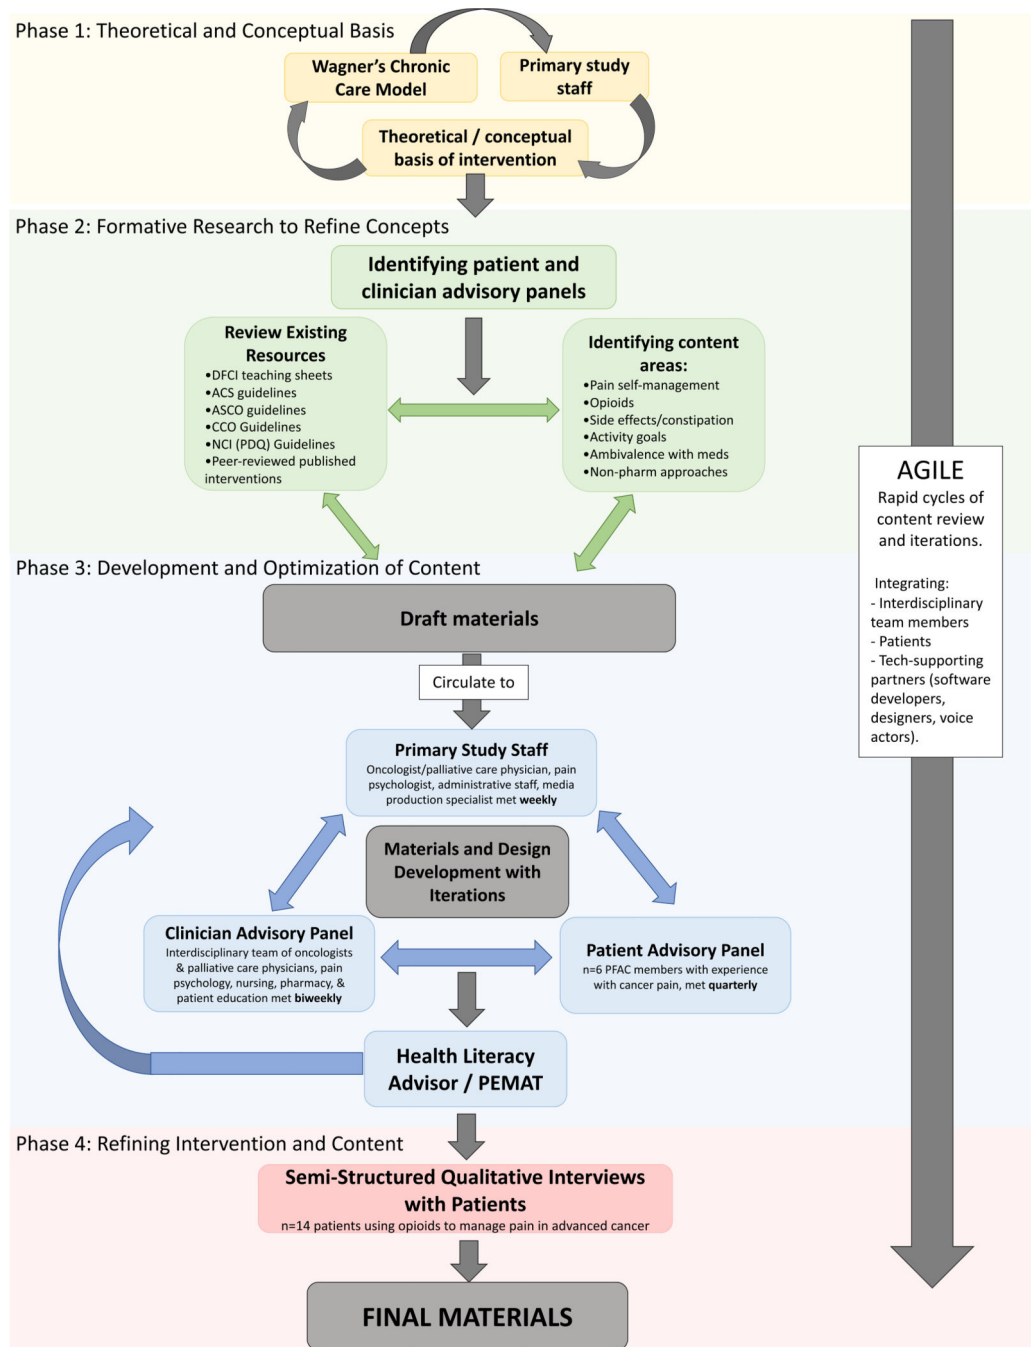 Phase 1: Theoretical and Conceptual Basis
Wagner's Chronic
Care Model
Primary study
staff
Theoretical / conceptual
basis of intervention
Phase 2: Formative Research to Refine Concepts
Identifying patient and
clinician advisory panels
Review Existing
Resources
•DFCI teaching sheets
•ACS guidelines
•ASCO guidelines
•CCO Guidelines
•NCI (PDQ) Guidelines
•Peer-reviewed published
interventions
Identifying content
areas:
•Pain self-management
•Opioids
•Side effects/constipation
•Activity goals
•Ambivalence with meds
•Non-pharm approaches
AGILE
Rapid cycles of
content review
and iterations.
Integrating:
- Interdisciplinary
team members
- Patients
- Tech-supporting
partners (software
developers,
designers, voice
actors).
Phase 3: Development and Optimization of Content
Draft materials
Circulate to
Primary Study Staff
Oncologist/palliative care physician, pain
psychologist, administrative staff, media
production specialist met weekly
Materials and Design
Development with
Iterations
Clinician Advisory Panel
Interdisciplinary team of oncologists
& palliative care physicians, pain
psychology, nursing, pharmacy, &
patient education met biweekly
Patient Advisory Panel
n=6 PFAC members with experience
with cancer pain, met quarterly
Health Literacy
Advisor / PEMAT
Phase 4: Refining Intervention and Content
Semi-Structured Qualitative Interviews
with Patients
n=14 patients using opioids to manage pain in advanced cancer
FINAL MATERIALS